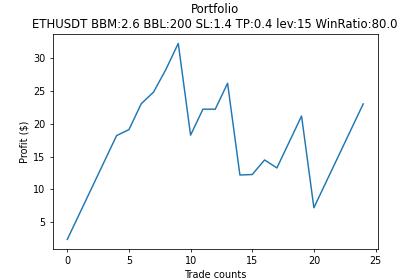 Portfolio
ETHUSDT BBM:2.6 BBL:200 SL:1.4 TP:0.4 lev:15 WinRatio:80.0
30
25
20
15
10
5
Profit ($)
0 5 10 15 20 25
Trade counts